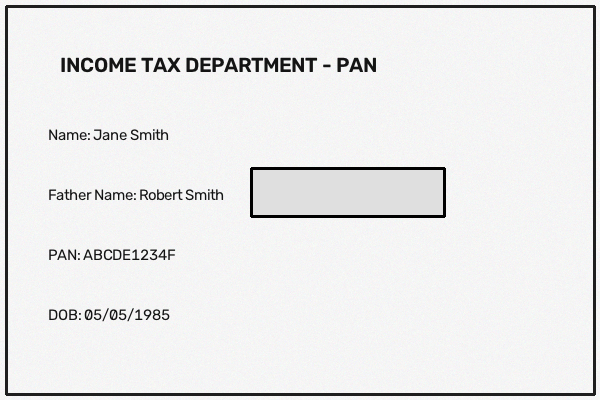 INCOME TAX DEPARTMENT - PAN
Name: Jane Smith
Father Name: Robert Smith
PAN: ABCDE1234F
DOB: 05/05/1985